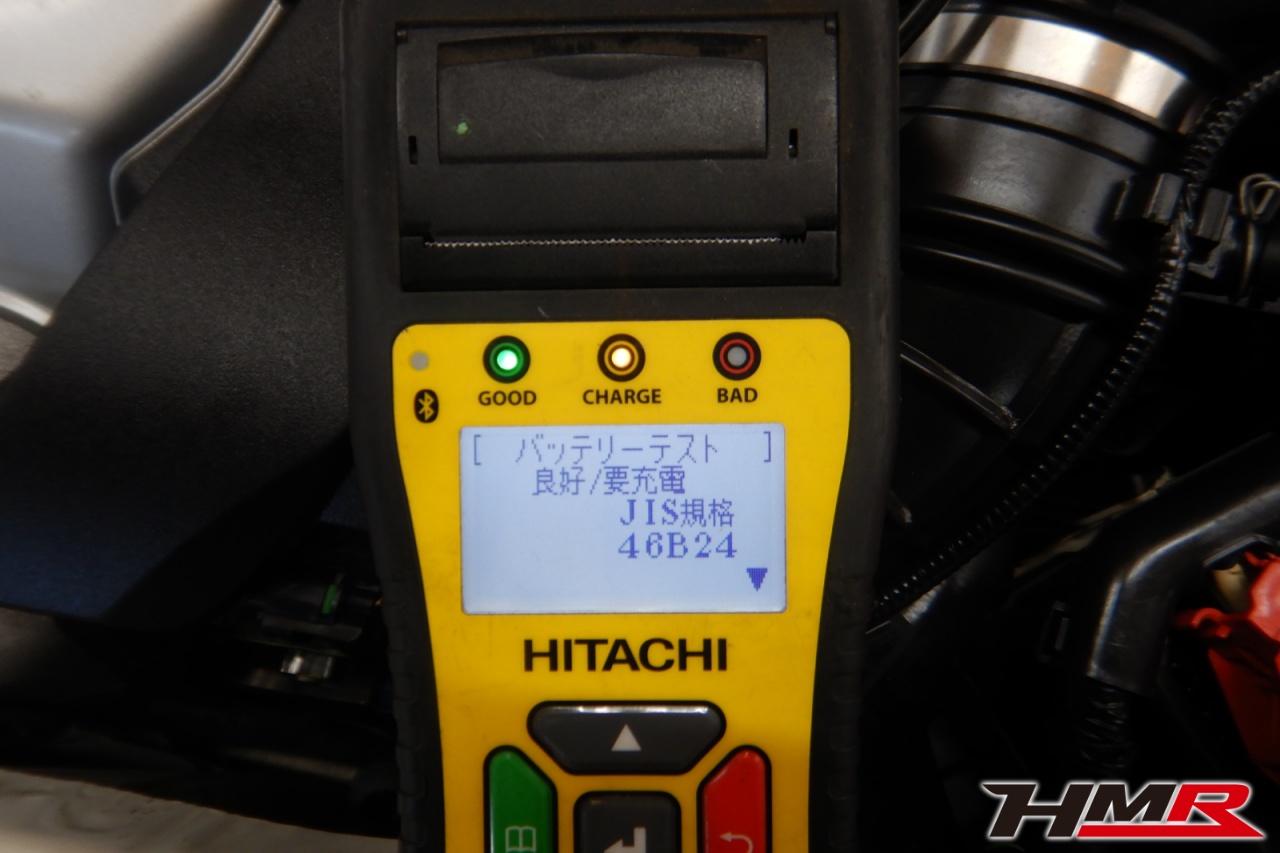 GOOD CHARGE BAD
[ バッテリーテスト ]
良好/要充電
JIS規格
46B24
HITACHI
HMR